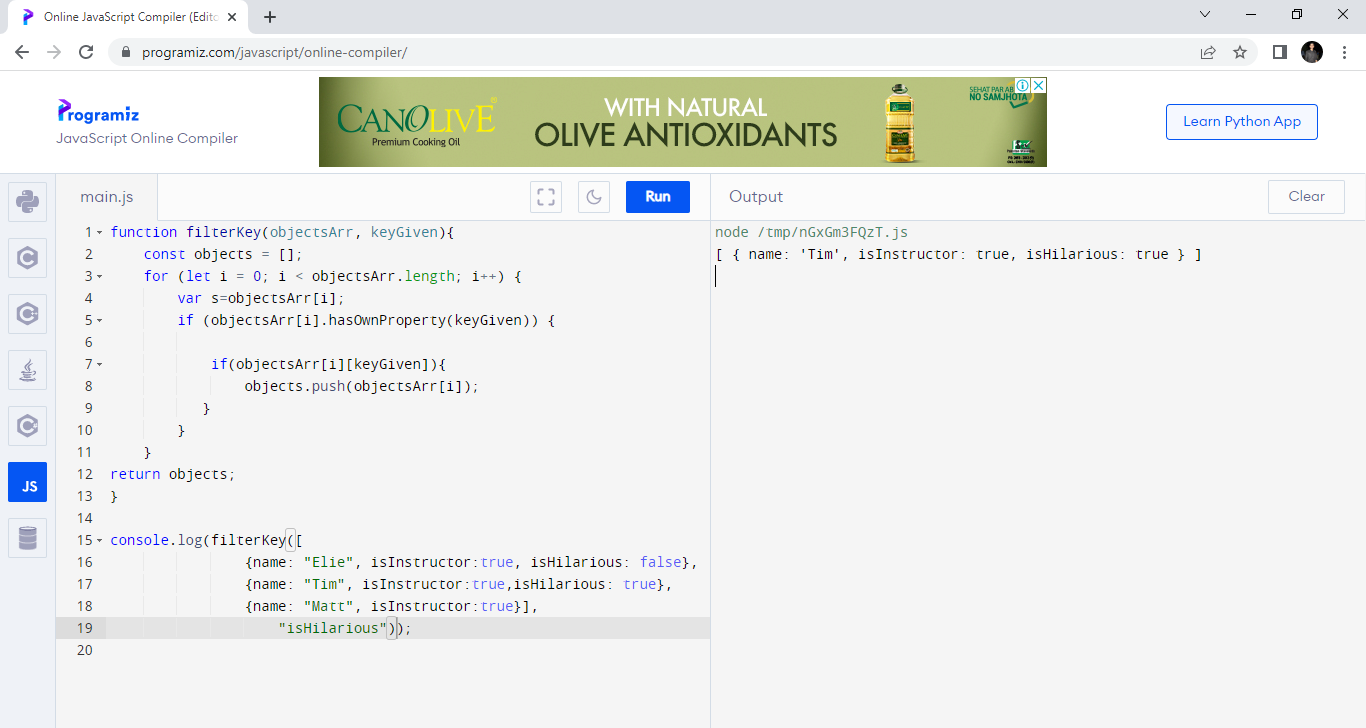 Online JavaScript Compiler (Edito
programiz.com/javascript/online-compiler/
Programiz
JavaScript Online Compiler
CANOLIVE
Premium Cooking Oil
WITH NATURAL
OLIVE ANTIOXIDANTS
SEHAT PAR AB
NO SAMJHOTA
Learn Python App
main.js
Run
Output
Clear
1 function filterKey(objectsArr, keyGiven){
2 const objects = [];
3 for (let i = 0; i < objectsArr.length; i++) {
4 var s=objectsArr[i];
5 if (objectsArr[i].hasOwnProperty(keyGiven)) {
6
7 if(objectsArr[i][keyGiven]){
8 objects.push(objectsArr[i]);
9 }
10 }
11 }
12 return objects;
13 }
14
15 console.log(filterKey([
16 {name: "Elie", isInstructor:true, isHilarious: false},
17 {name: "Tim", isInstructor:true,isHilarious: true},
18 {name: "Matt", isInstructor:true}],
19 "isHilarious"));
20
JS
node /tmp/nGxGm3FQzT.js
[ { name: 'Tim', isInstructor: true, isHilarious: true } ]